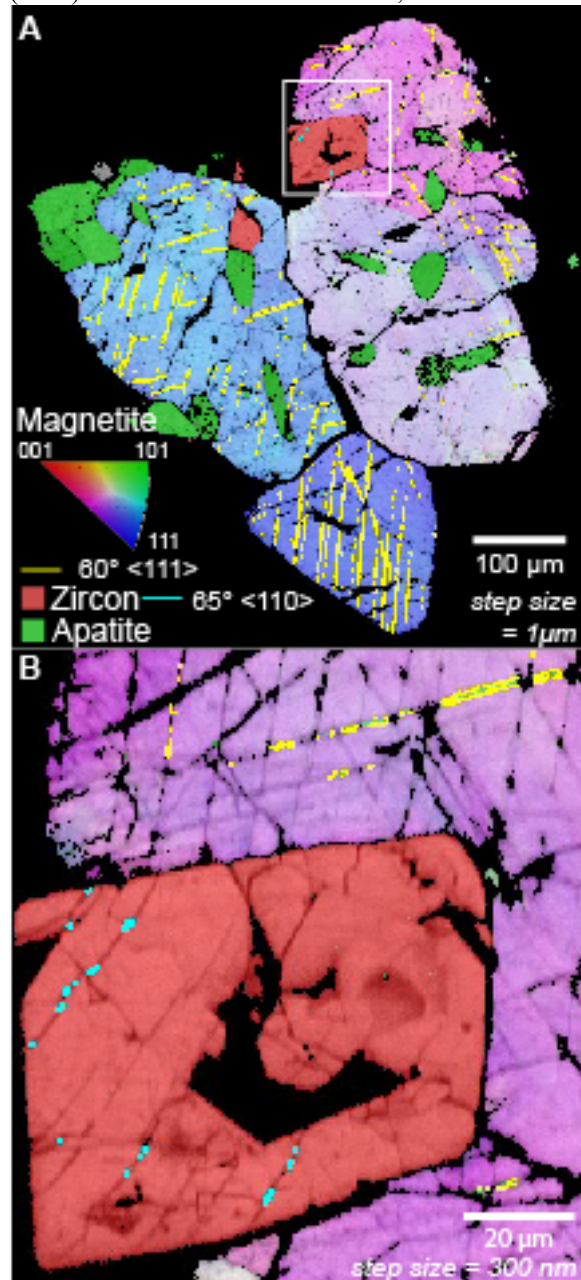 A
Magnetite
001 101
111
60° <111>
Zircon 65° <110>
Apatite
100 µm
step size
= 1µm
B
20 µm
step size = 300 nm